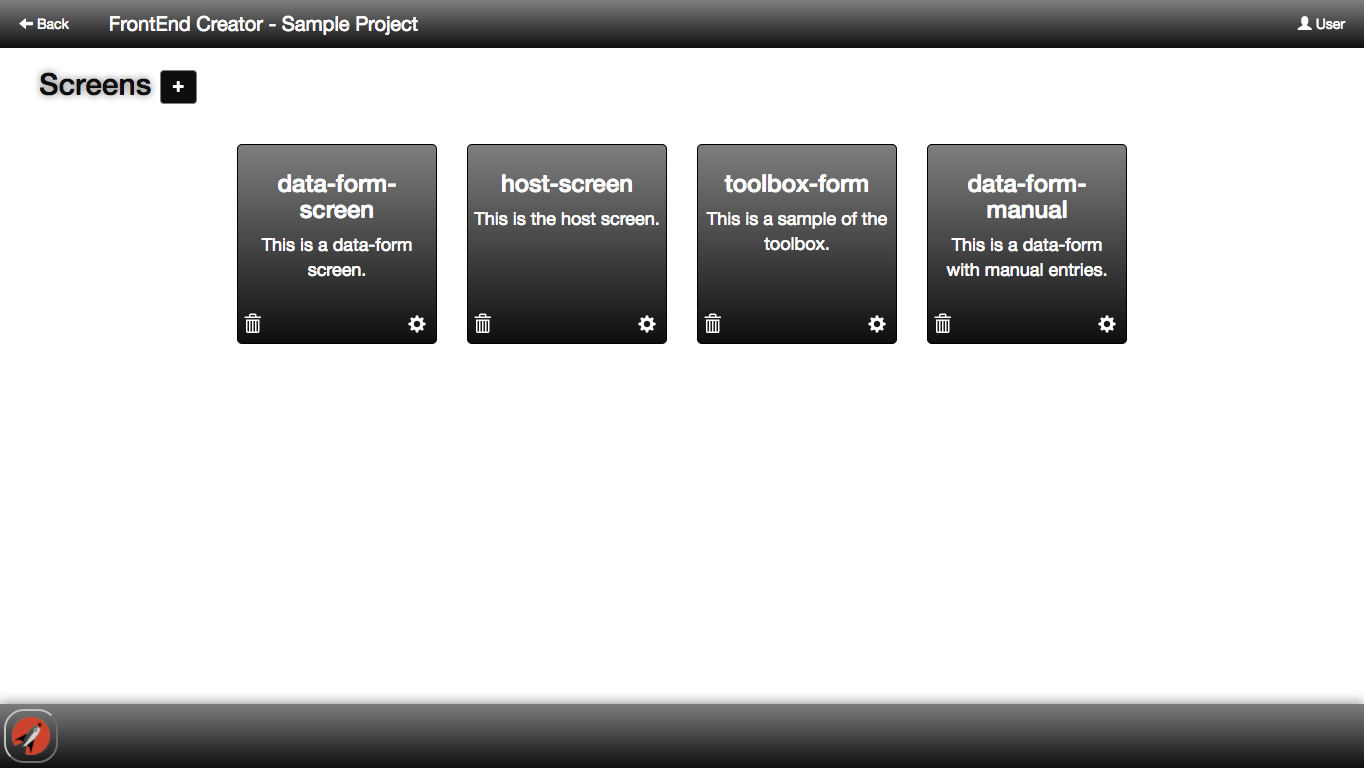 Back
FrontEnd Creator - Sample Project
User
Screens
data-form-
screen
This is a data-form
screen.
host-screen
This is the host screen.
toolbox-form
This is a sample of the
toolbox.
data-form-
manual
This is a data-form
with manual entries.